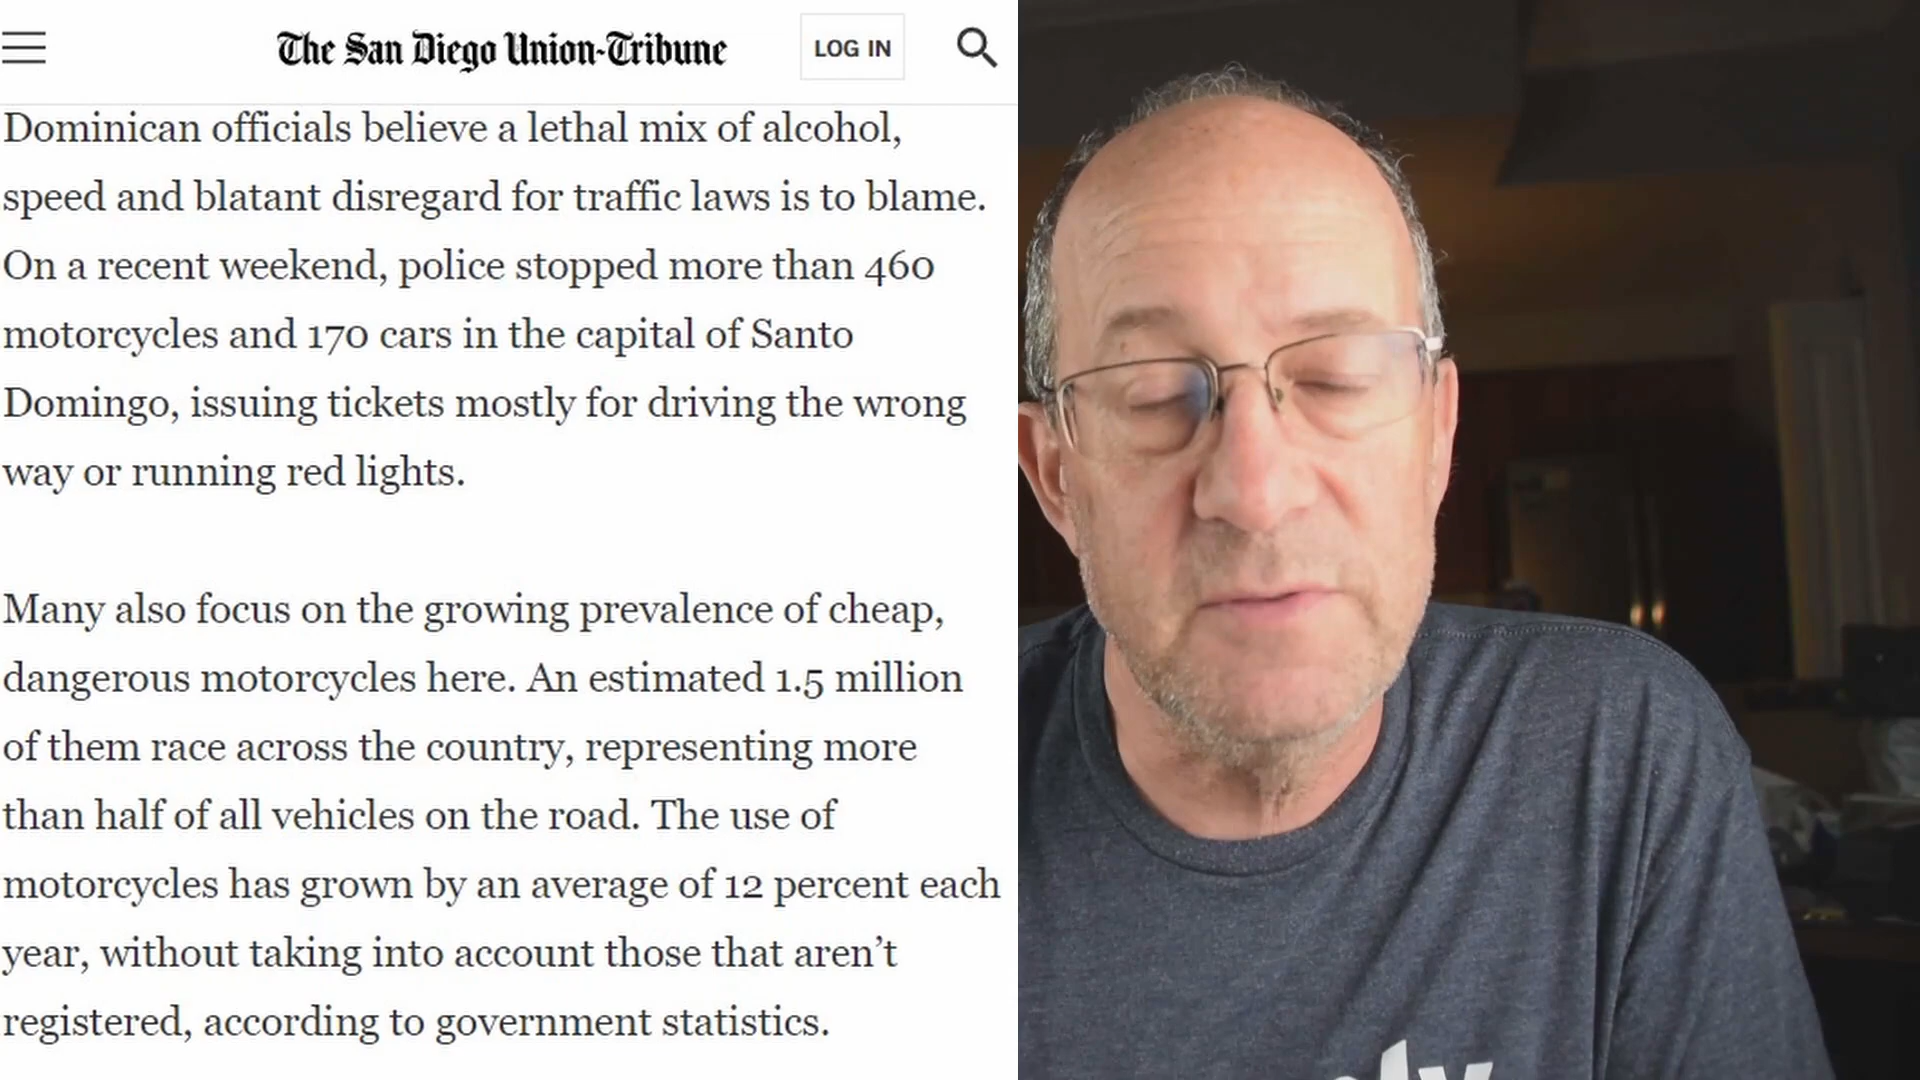 The San Diego Union-Tribune
LOG IN
Dominican officials believe a lethal mix of alcohol,
speed and blatant disregard for traffic laws is to blame.
On a recent weekend, police stopped more than 460
motorcycles and 170 cars in the capital of Santo
Domingo, issuing tickets mostly for driving the wrong
way or running red lights.
Many also focus on the growing prevalence of cheap,
dangerous motorcycles here. An estimated 1.5 million
of them race across the country, representing more
than half of all vehicles on the road. The use of
motorcycles has grown by an average of 12 percent each
year, without taking into account those that aren’t
registered, according to government statistics.